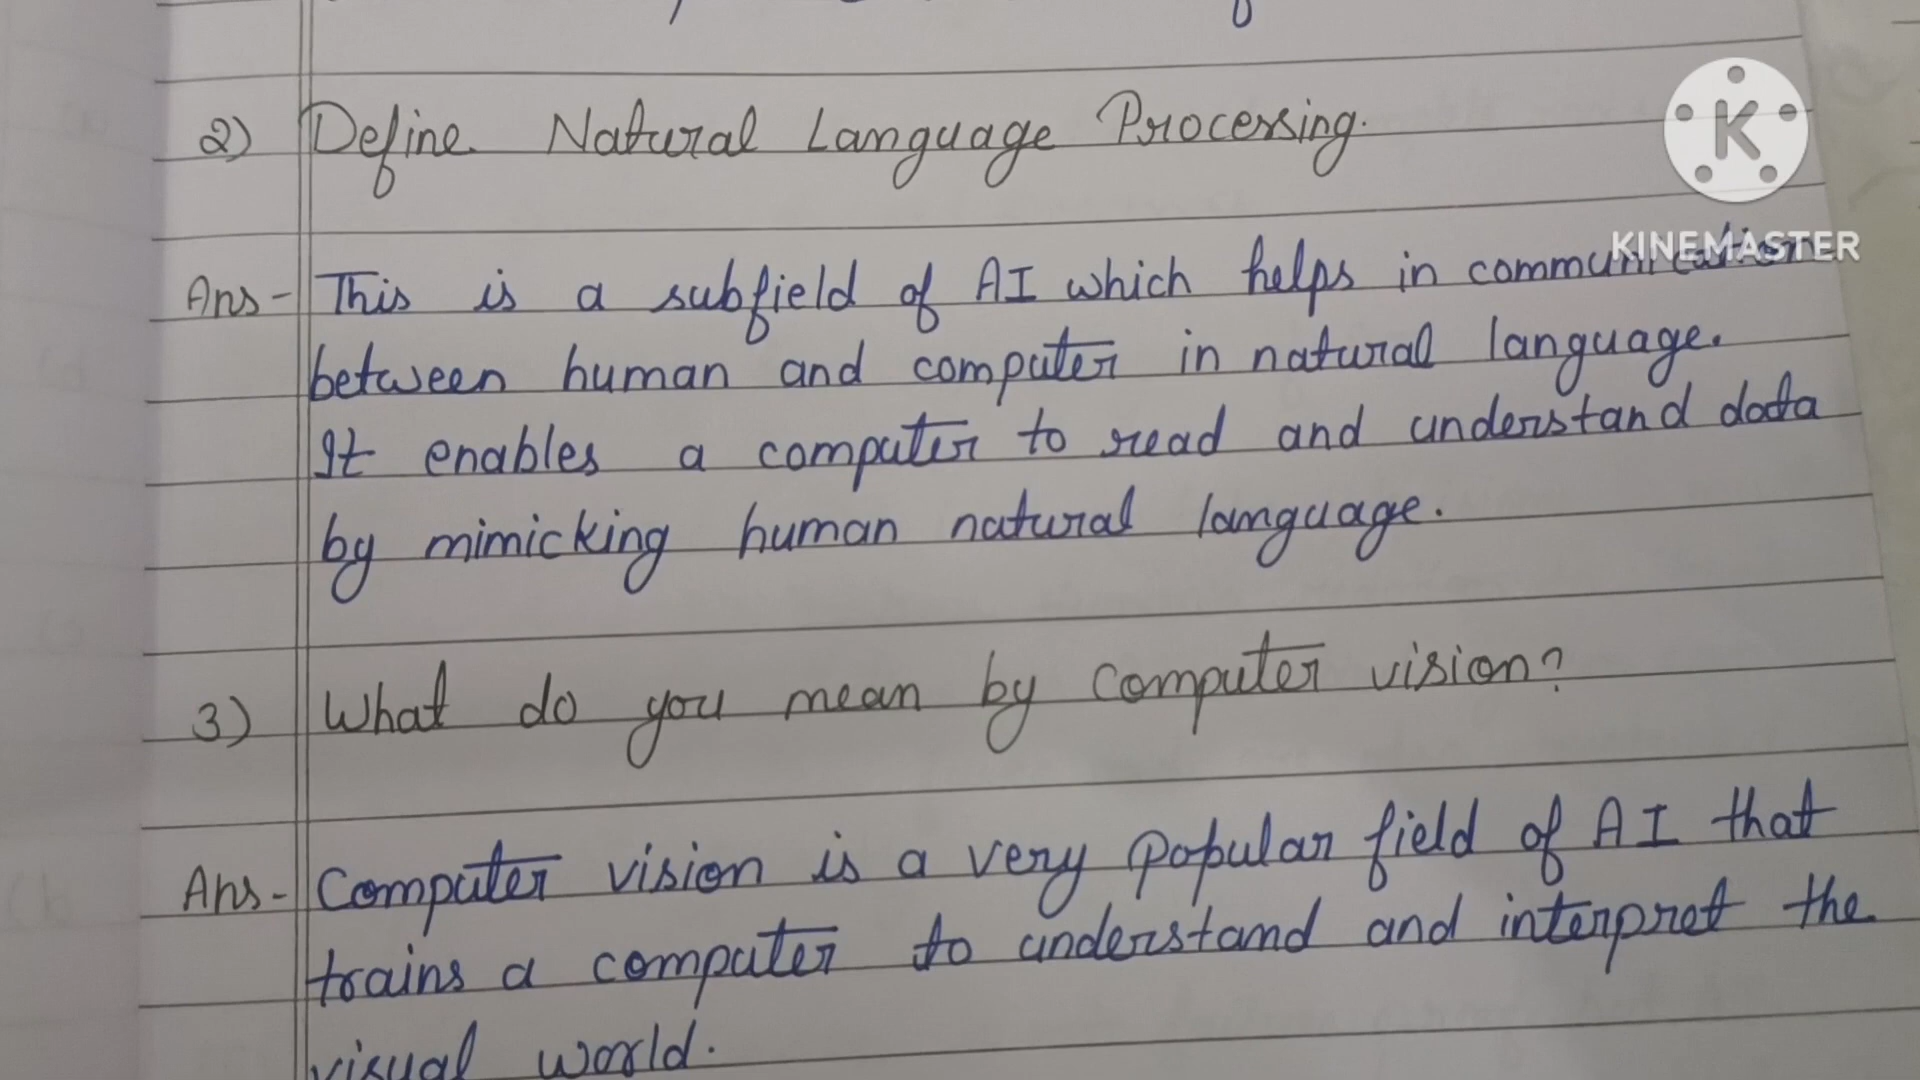 2) Define Natural Language Processing.
K
KINEMASTER
Ans- This is a subfield of AI which helps in communication
between human and computer in natural language.
It enables a computer to read and understand data
by mimicking human natural language.
3) What do you mean by computer vision?
Ans- Computer vision is a very popular field of AI that
trains a computer to understand and interpret the
visual world.